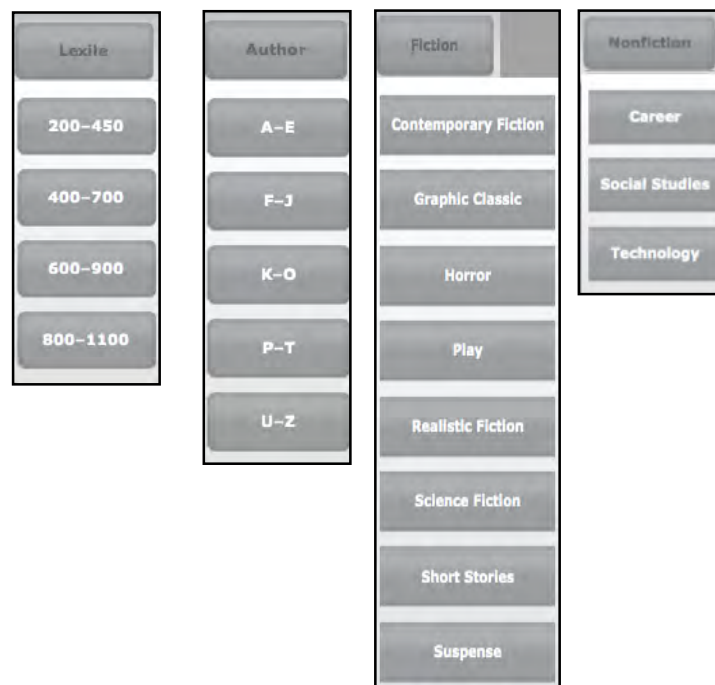 Lexile
200–450
400–700
600–900
800–1100
Author
A–E
F–J
K–O
P–T
U–Z
Fiction
Contemporary Fiction
Graphic Classic
Horror
Play
Realistic Fiction
Science Fiction
Short Stories
Suspense
Nonfiction
Career
Social Studies
Technology